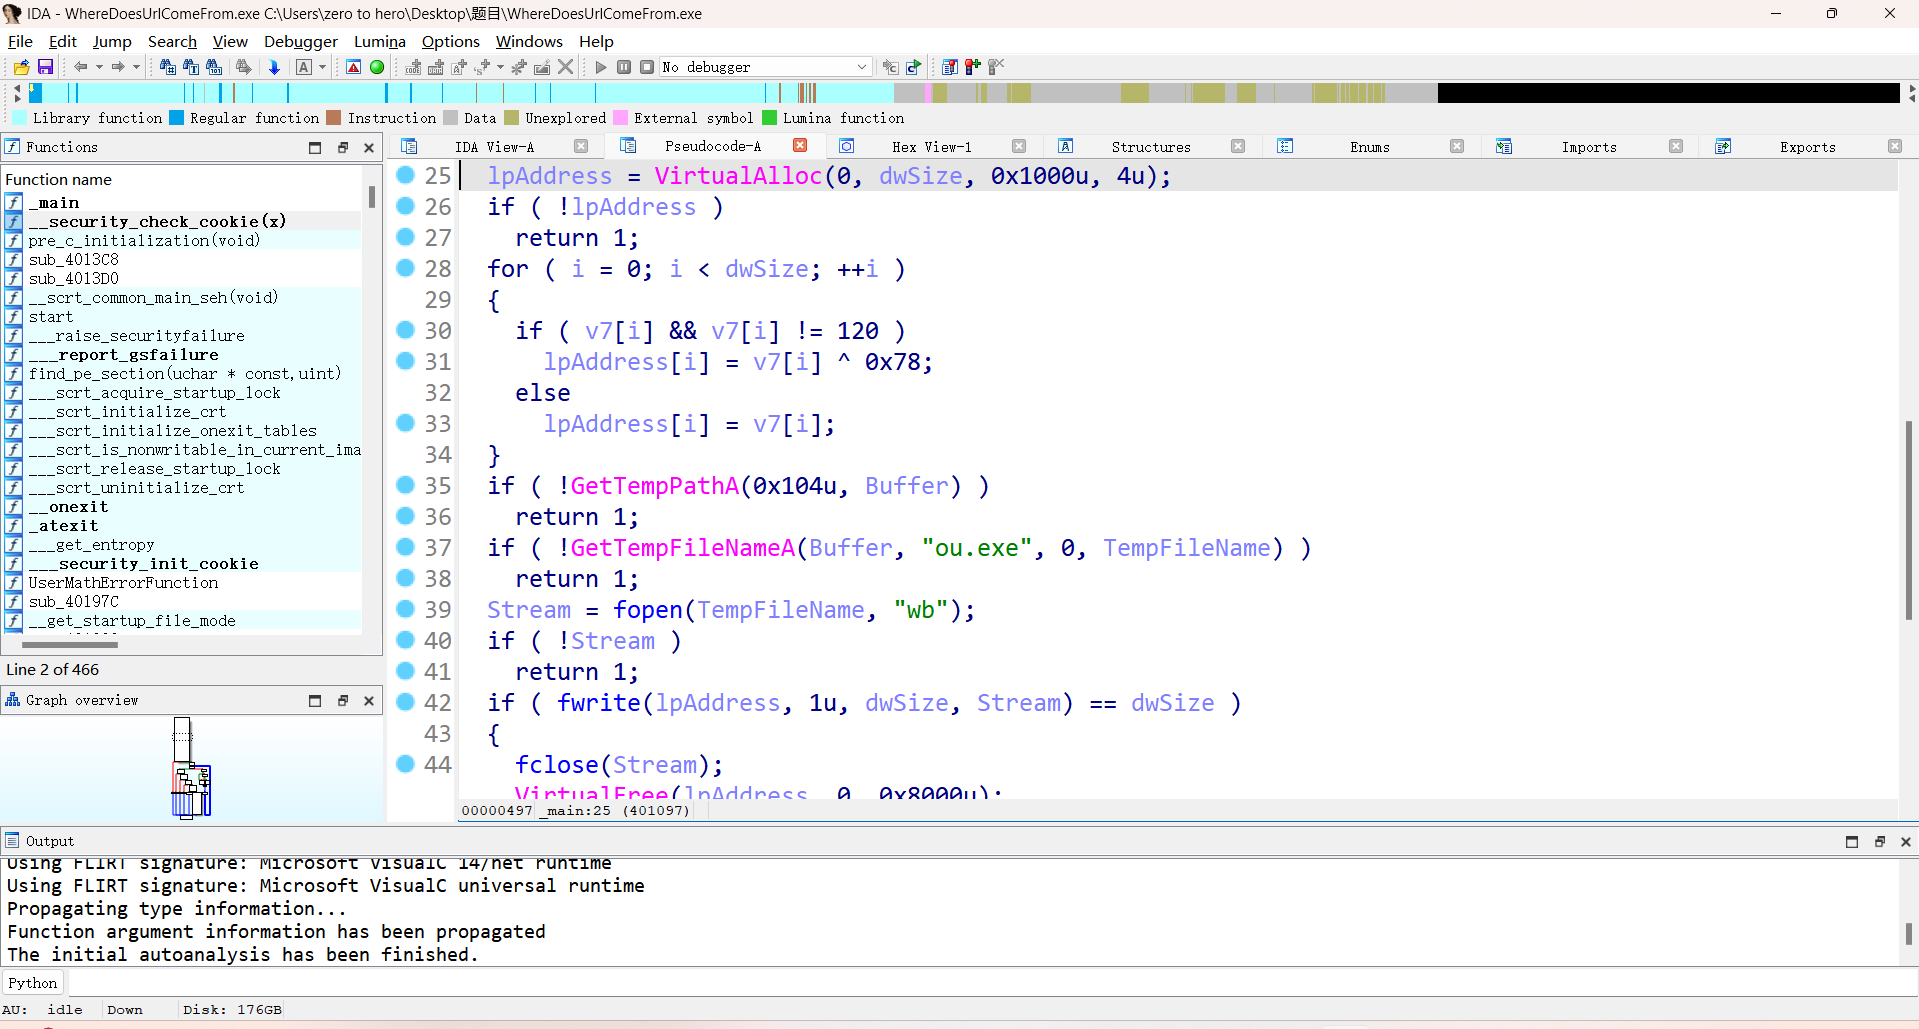 IDA - WhereDoesUrlComeFrom.exe C:\Users\zero to hero\Desktop\题目\WhereDoesUrlComeFrom.exe
File Edit Jump Search View Debugger Lumina Options Windows Help
No debugger
Library function Regular function Instruction Data Unexplored External symbol Lumina function
Functions
IDA View-A Pseudocode-A Hex View-1 Structures Enums Imports Exports
Function name
_main
__security_check_cookie(x)
pre_c_initialization(void)
sub_4013C8
sub_4013D0
__scrt_common_main_seh(void)
start
___raise_securityfailure
___report_gsfailure
find_pe_section(uchar * const,uint)
___scrt_acquire_startup_lock
___scrt_initialize_crt
___scrt_initialize_onexit_tables
___scrt_is_nonwritable_in_current_ima
___scrt_release_startup_lock
___scrt_uninitialize_crt
__onexit
_atexit
___get_entropy
___security_init_cookie
UserMathErrorFunction
sub_40197C
__get_startup_file_mode
Line 2 of 466
Graph overview
25 lpAddress = VirtualAlloc(0, dwSize, 0x1000u, 4u);
26 if ( !lpAddress )
27 return 1;
28 for ( i = 0; i < dwSize; ++i )
29 {
30 if ( v7[i] && v7[i] != 120 )
31 lpAddress[i] = v7[i] ^ 0x78;
32 else
33 lpAddress[i] = v7[i];
34 }
35 if ( !GetTempPathA(0x104u, Buffer) )
36 return 1;
37 if ( !GetTempFileNameA(Buffer, "ou.exe", 0, TempFileName) )
38 return 1;
39 Stream = fopen(TempFileName, "wb");
40 if ( !Stream )
41 return 1;
42 if ( fwrite(lpAddress, 1u, dwSize, Stream) == dwSize )
43 {
44 fclose(Stream);
VirtualFree(lpAddress, 0, 0x8000u);
00000497 _main:25 (401097)
Output
Using FLIRT signature: Microsoft VisualC 14/net runtime
Using FLIRT signature: Microsoft VisualC universal runtime
Propagating type information...
Function argument information has been propagated
The initial autoanalysis has been finished.
Python
AU: idle Down Disk: 176GB